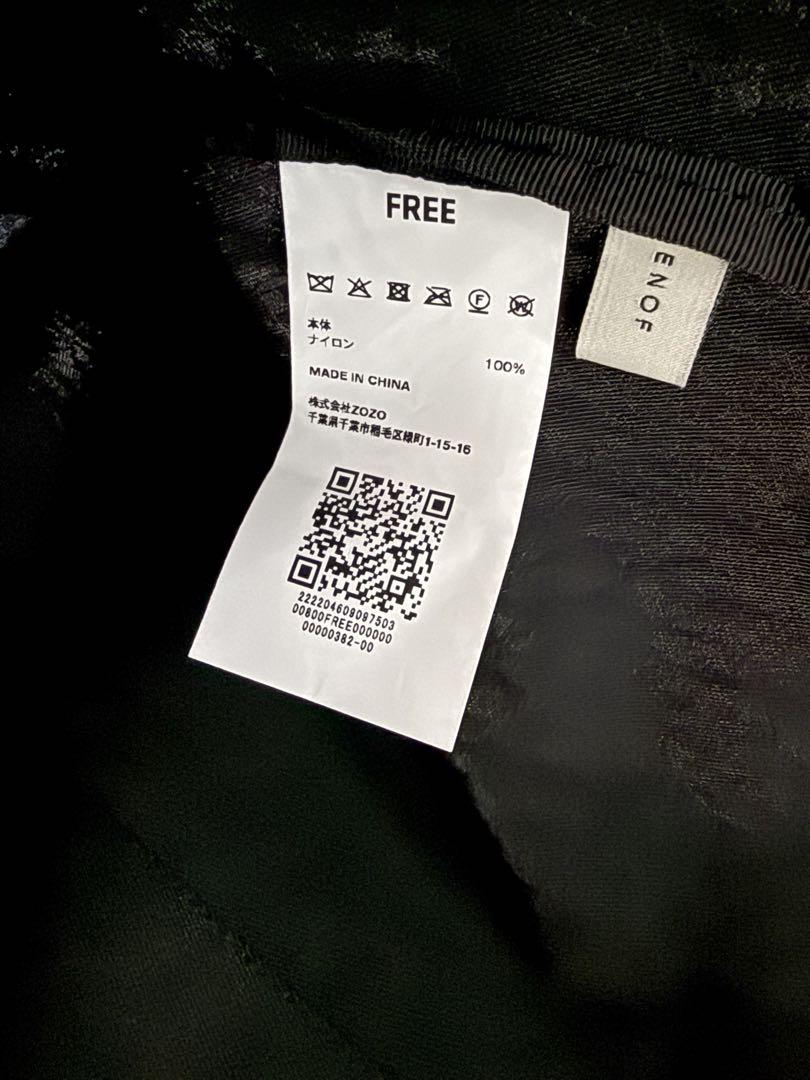 FREE
本体
ナイロン 100%
MADE IN CHINA
株式会社ZOZO
千葉県千葉市稲毛区緑町1-15-16
222204609087503
00800FREE000000
00000382-00
ENOF